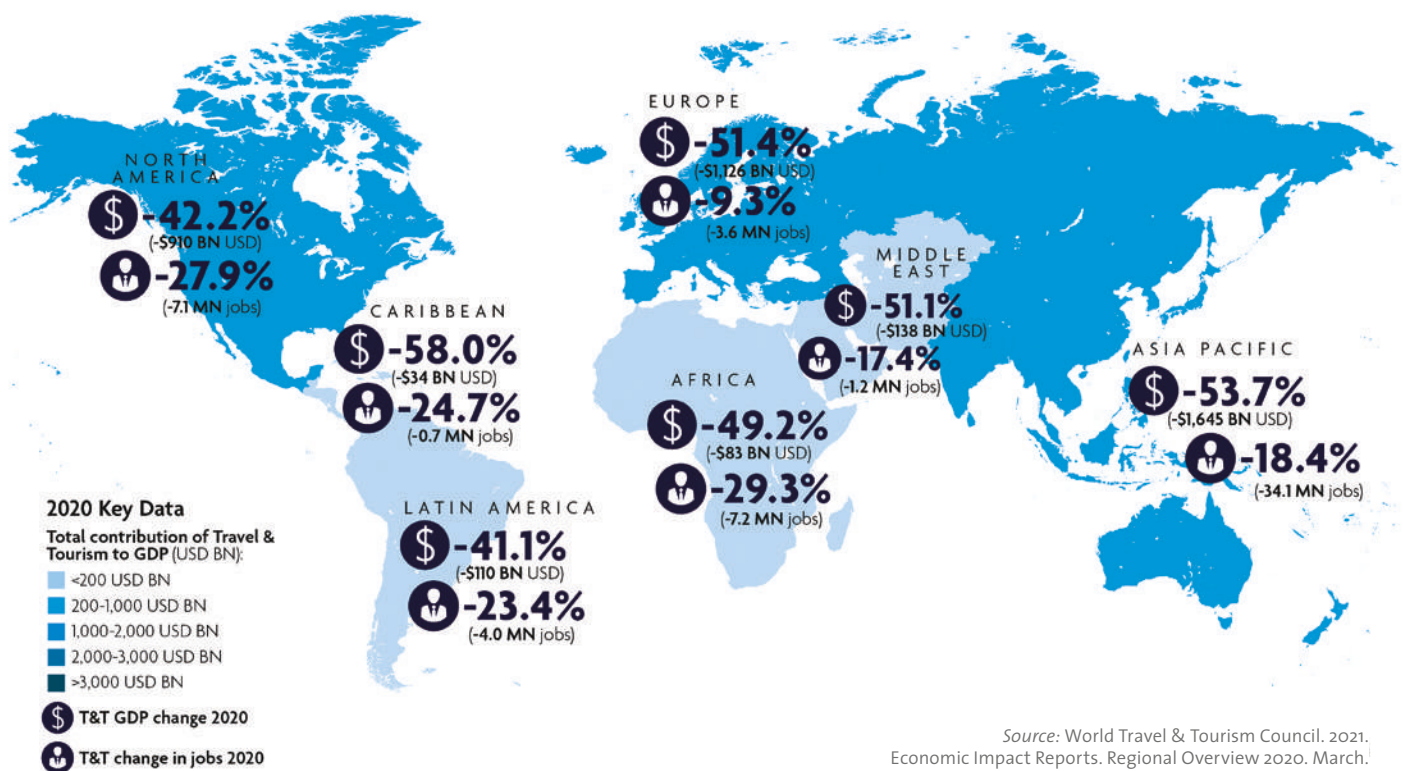 NORTH
AMERICA
$ -42.2%
(-$910 BN USD)
-27.9%
(-7.1 MN jobs)
EUROPE
$ -51.4%
(-$1,126 BN USD)
-9.3%
(-3.6 MN jobs)
MIDDLE
EAST
$ -51.1%
(-$138 BN USD)
-17.4%
(-1.2 MN jobs)
CARIBBEAN
$ -58.0%
(-$34 BN USD)
-24.7%
(-0.7 MN jobs)
AFRICA
$ -49.2%
(-$83 BN USD)
-29.3%
(-7.2 MN jobs)
ASIA PACIFIC
$ -53.7%
(-$1,645 BN USD)
-18.4%
(-34.1 MN jobs)
LATIN AMERICA
$ -41.1%
(-$110 BN USD)
-23.4%
(-4.0 MN jobs)
2020 Key Data
Total contribution of Travel &
Tourism to GDP (USD BN):
<200 USD BN
200-1,000 USD BN
1,000-2,000 USD BN
2,000-3,000 USD BN
>3,000 USD BN
$ T&T GDP change 2020
T&T change in jobs 2020
Source: World Travel & Tourism Council. 2021.
Economic Impact Reports. Regional Overview 2020. March.